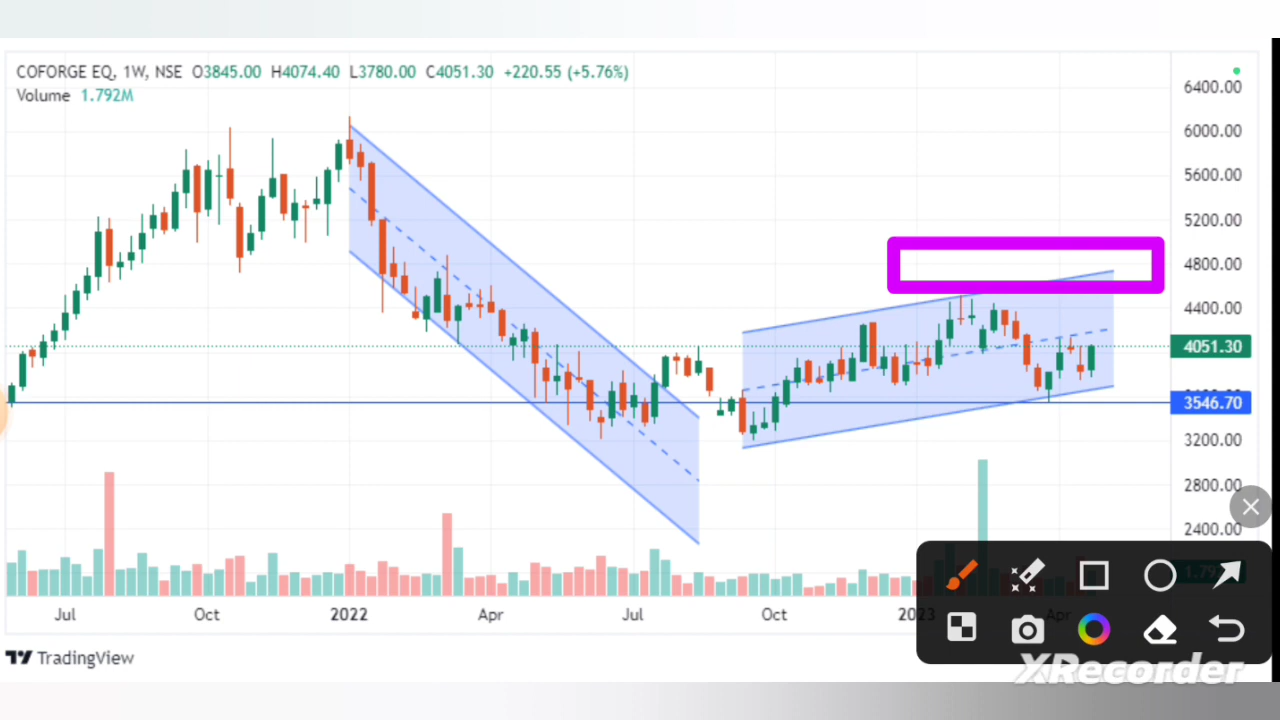 COFORGE EQ, 1W, NSE O3845.00 H4074.40 L3780.00 C4051.30 +220.55 (+5.76%)
Volume 1.792M
6400.00
6000.00
5600.00
5200.00
4800.00
4400.00
4051.30
3546.70
3200.00
2800.00
2400.00
Jul Oct 2022 Apr Jul Oct 2023 Apr
TradingView
XRecorder